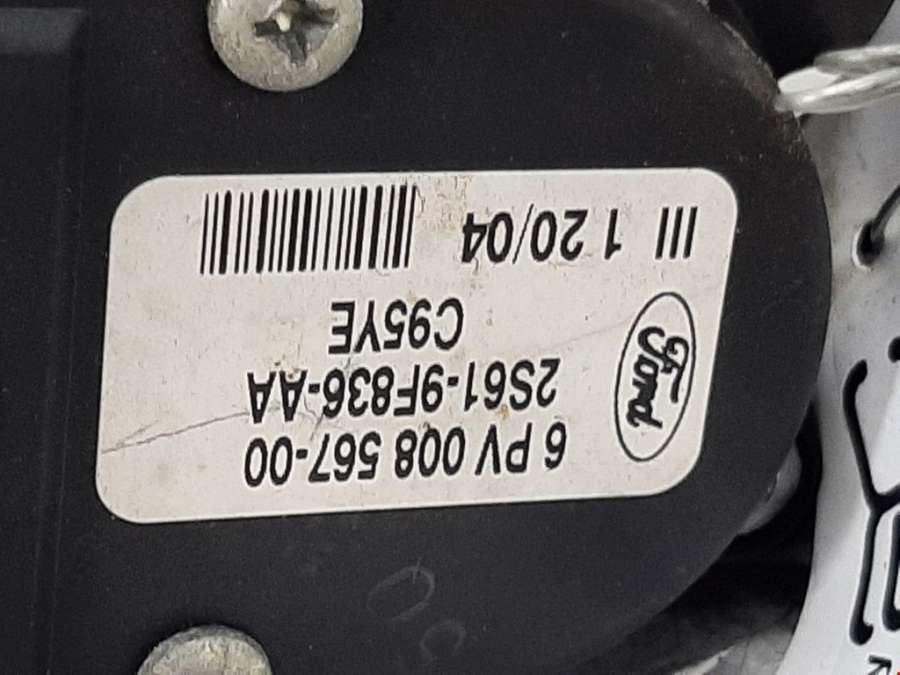 6 PV 008 567-00
2S61-9F836-AA
C95YE
Ford
III 1 20/04